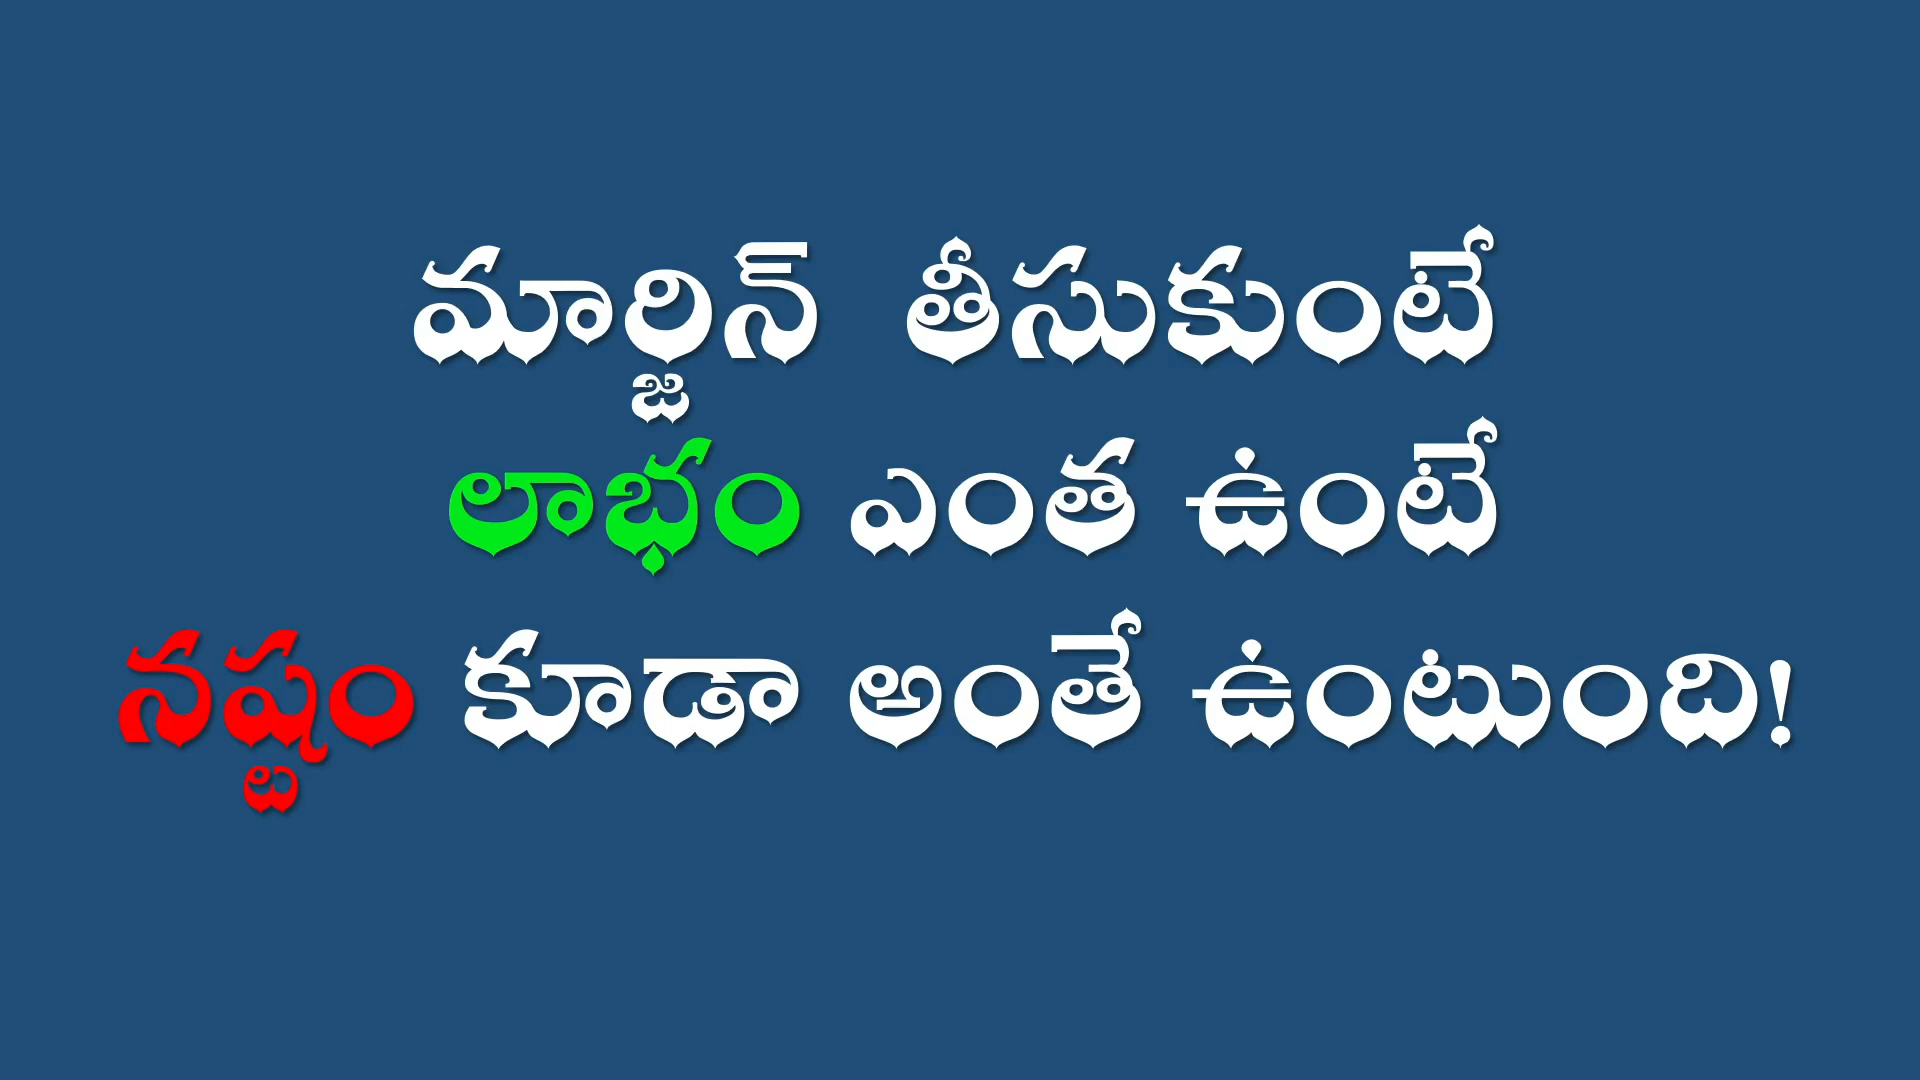 మార్జిన్ తీసుకుంటే
లాభం ఎంత ఉంటే
నష్టం కూడా అంతే ఉంటుంది!